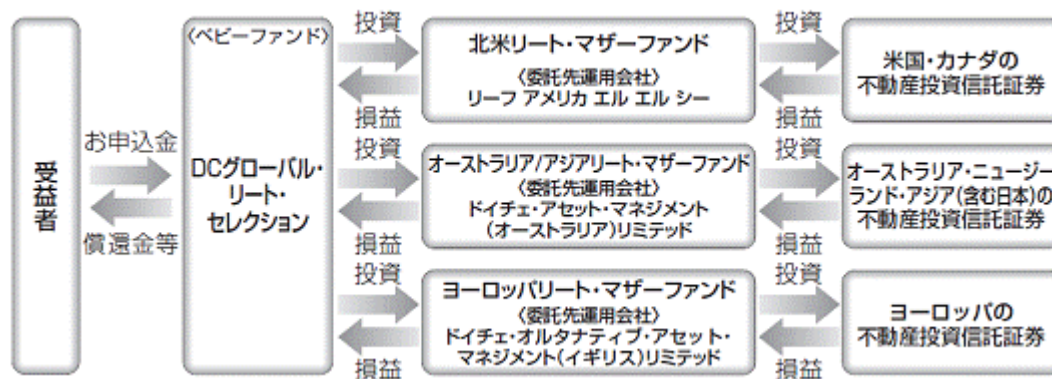 受益者
お申込金
償還金等
〈ベビーファンド〉
DCグローバル・
リート・
セレクション
投資
損益
北米リート・マザーファンド
〈委託先運用会社〉
リーフ アメリカ エル エル シー
投資
損益
米国・カナダの
不動産投資信託証券
投資
損益
オーストラリア/アジアリート・マザーファンド
〈委託先運用会社〉
ドイチェ・アセット・マネジメント
(オーストラリア)リミテッド
投資
損益
オーストラリア・ニュージー
ランド・アジア(含む日本)の
不動産投資信託証券
投資
損益
ヨーロッパリート・マザーファンド
〈委託先運用会社〉
ドイチェ・オルタナティブ・アセット・
マネジメント(イギリス)リミテッド
投資
損益
ヨーロッパの
不動産投資信託証券